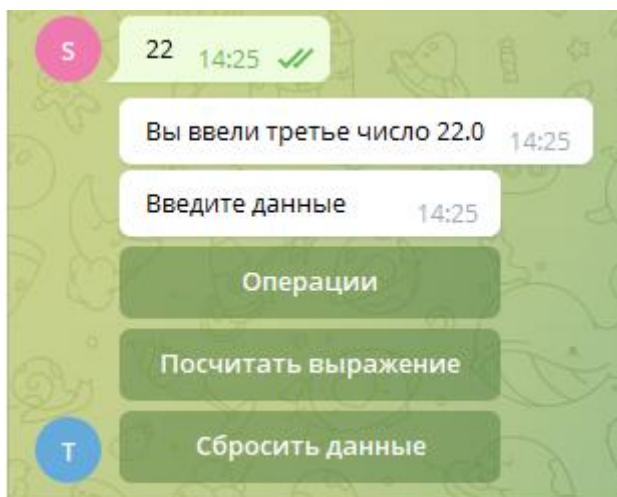 S
22 14:25
Вы ввели третье число 22.0 14:25
Введите данные 14:25
Операции
Посчитать выражение
Сбросить данные
T